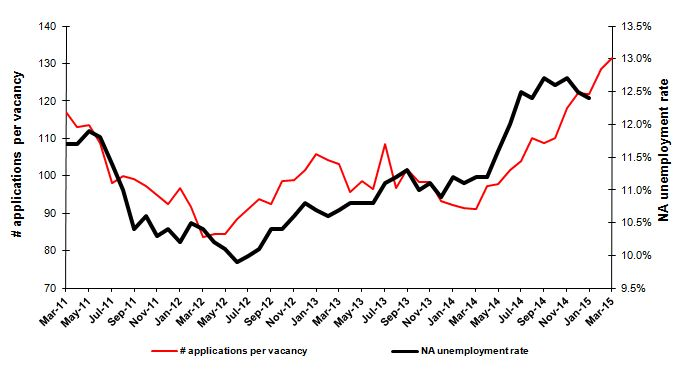 # applications per vacancy
140
130
120
110
100
90
80
70
13.5%
13.0%
12.5%
12.0%
11.5%
11.0%
10.5%
10.0%
9.5%
NA unemployment rate
Mar-11
May-11
Jul-11
Sep-11
Nov-11
Jan-12
Mar-12
May-12
Jul-12
Sep-12
Nov-12
Jan-13
Mar-13
May-13
Jul-13
Sep-13
Nov-13
Jan-14
Mar-14
May-14
Jul-14
Sep-14
Nov-14
Jan-15
Mar-15
# applications per vacancy
NA unemployment rate